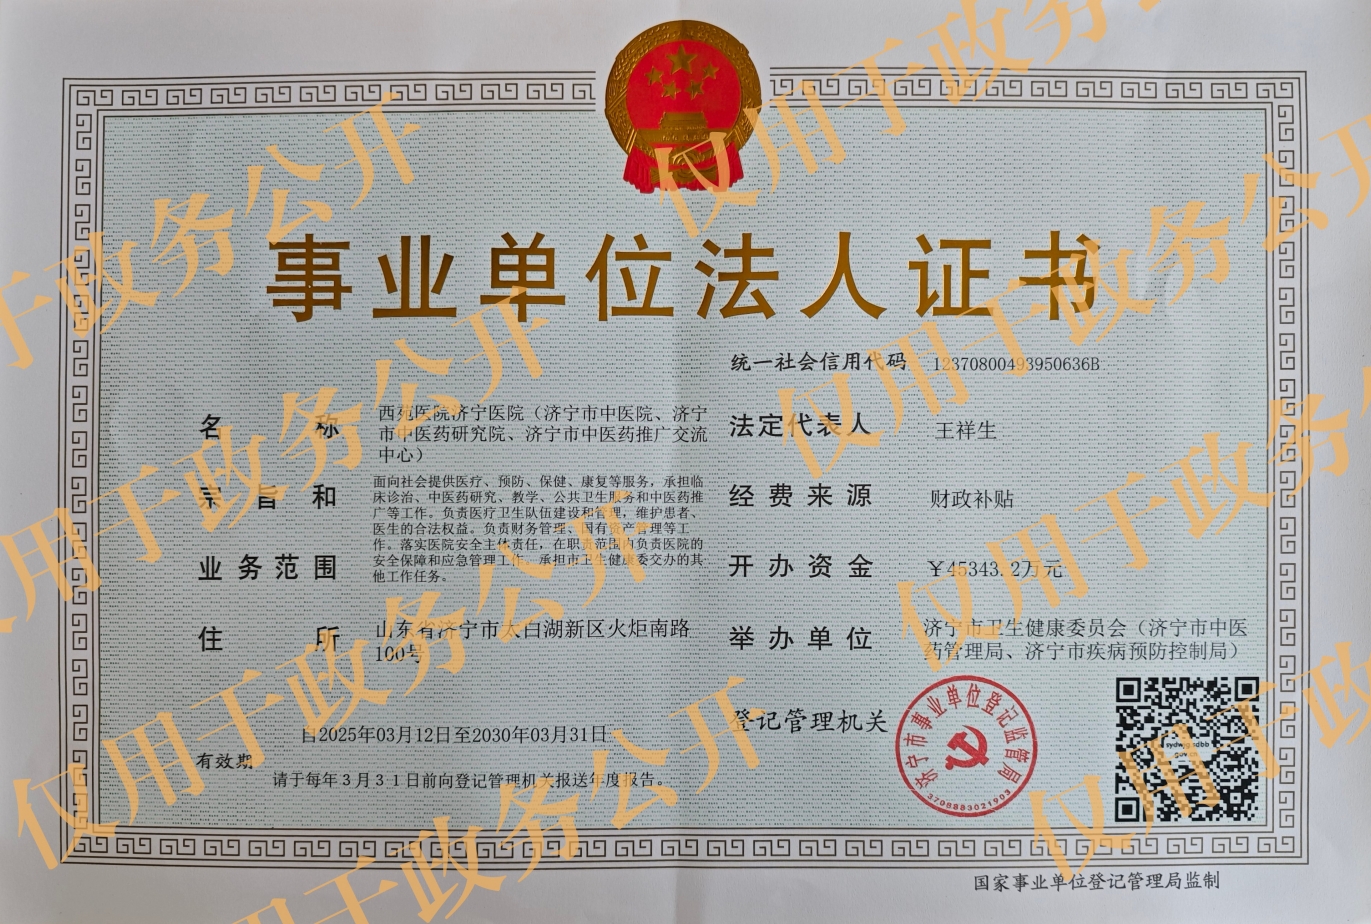 事业单位法人证书
统一社会信用代码 12370800493950636B
名称 西苑医院济宁医院（济宁市中医院、济宁
市中医药研究院、济宁市中医药推广交流
中心）
宗旨和
业务范围
面向社会提供医疗、预防、保健、康复等服务，承担临
床诊治、中医药研究、教学、公共卫生服务和中医药推
广等工作。负责医疗卫生队伍建设和管理，维护患者、
医生的合法权益。负责财务管理、国有资产管理等工
作。落实医院安全主体责任，在职责范围内负责医院的
安全保障和应急管理工作。承担市卫生健康委交办的其
他工作任务。
住所 山东省济宁市太白湖新区火炬南路
100号
法定代表人 王祥生
经费来源 财政补贴
开办资金 ￥45343.2万元
举办单位 济宁市卫生健康委员会（济宁市中医
药管理局、济宁市疾病预防控制局）
登记管理机关
济宁市事业单位登记监管局
3708883021903
有效期 自2025年03月12日至2030年03月31日
请于每年３月３１日前向登记管理机关报送年度报告。
国家事业单位登记管理局监制
仅用于政务公开